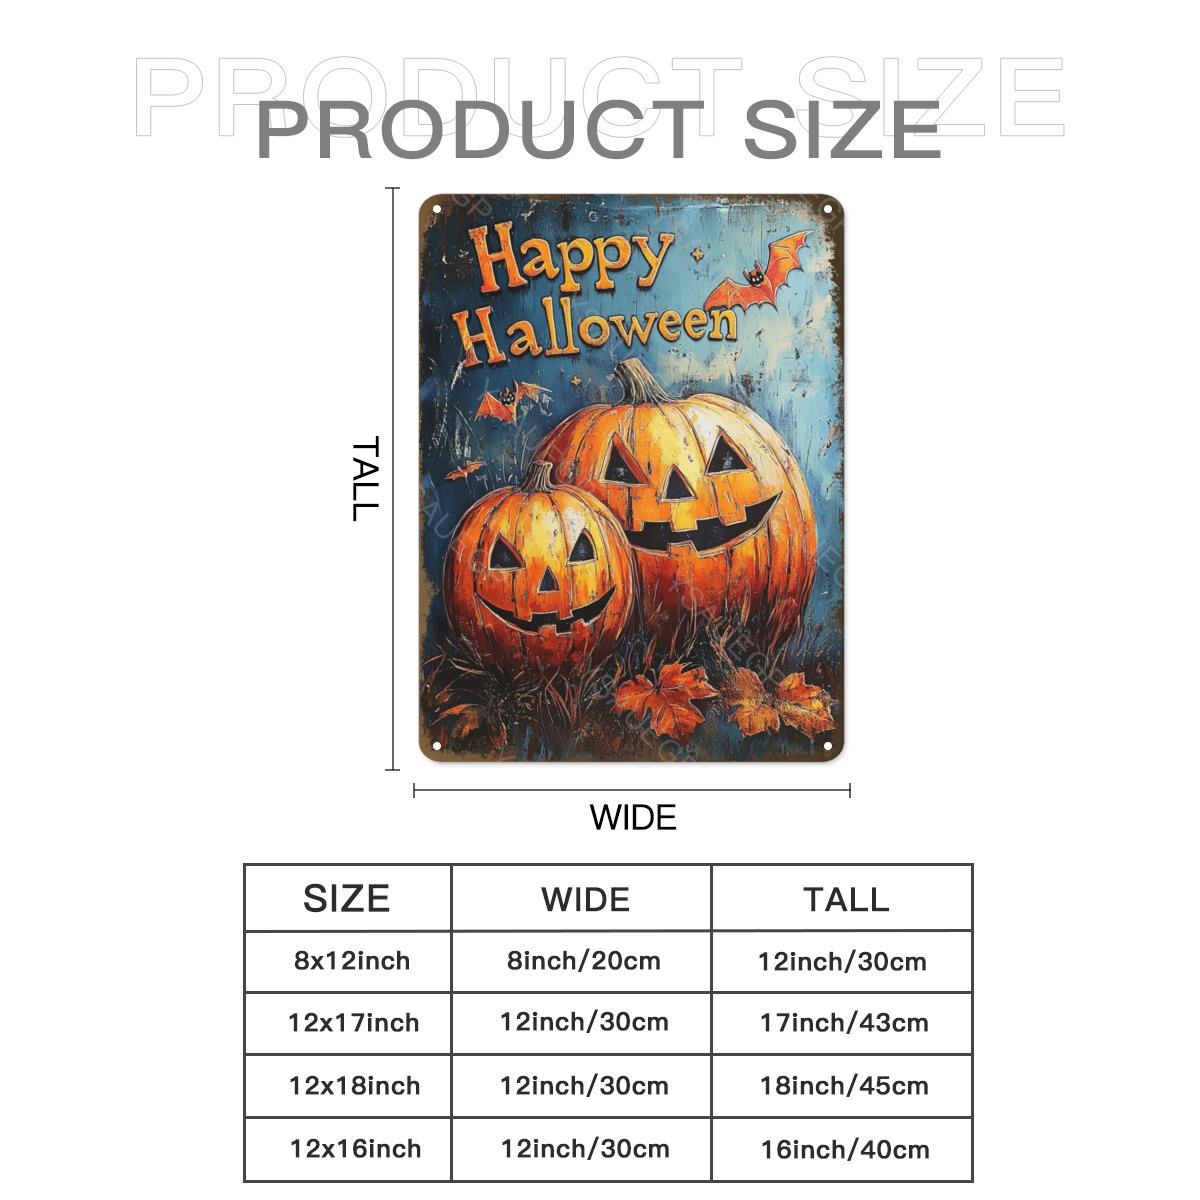 PRODUCT SIZE
PRODUCT SIZE
Happy
Halloween
TALL
WIDE
SIZE WIDE TALL
8x12inch 8inch/20cm 12inch/30cm
12x17inch 12inch/30cm 17inch/43cm
12x18inch 12inch/30cm 18inch/45cm
12x16inch 12inch/30cm 16inch/40cm